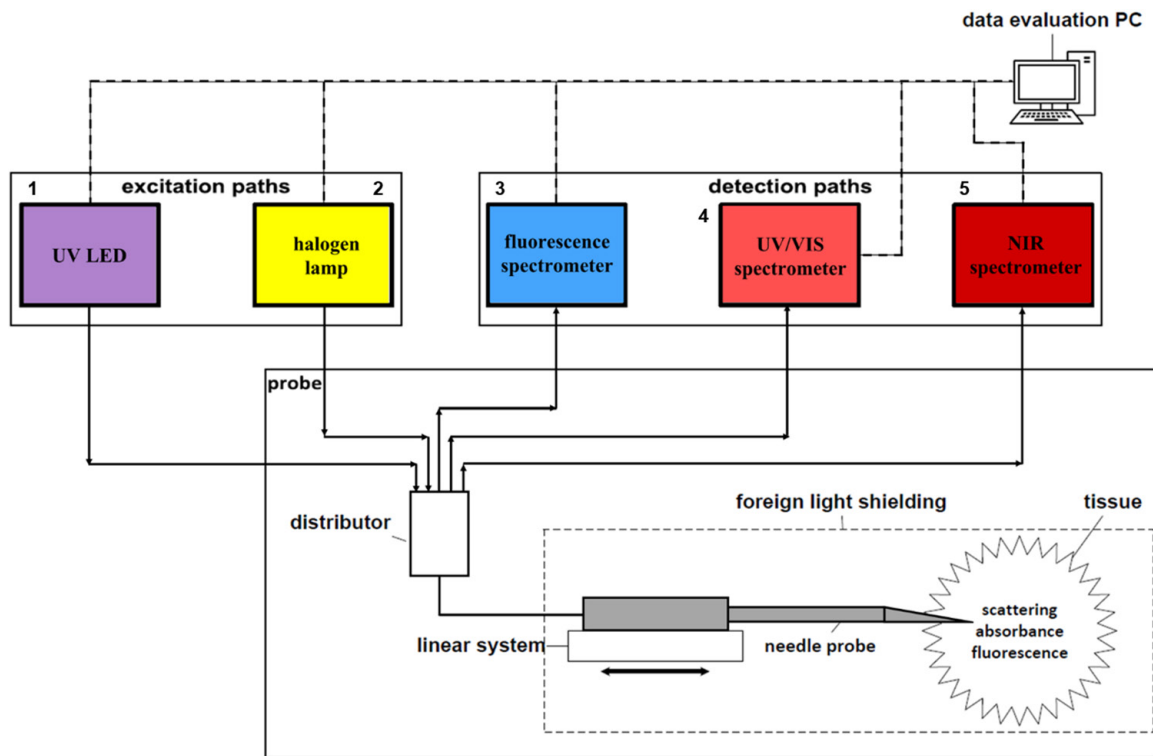 data evaluation PC
1
excitation paths
2
3
detection paths
5
4
UV LED
halogen
lamp
fluorescence
spectrometer
UV/VIS
spectrometer
NIR
spectrometer
probe
foreign light shielding
tissue
distributor
scattering
absorbance
fluorescence
linear system
needle probe